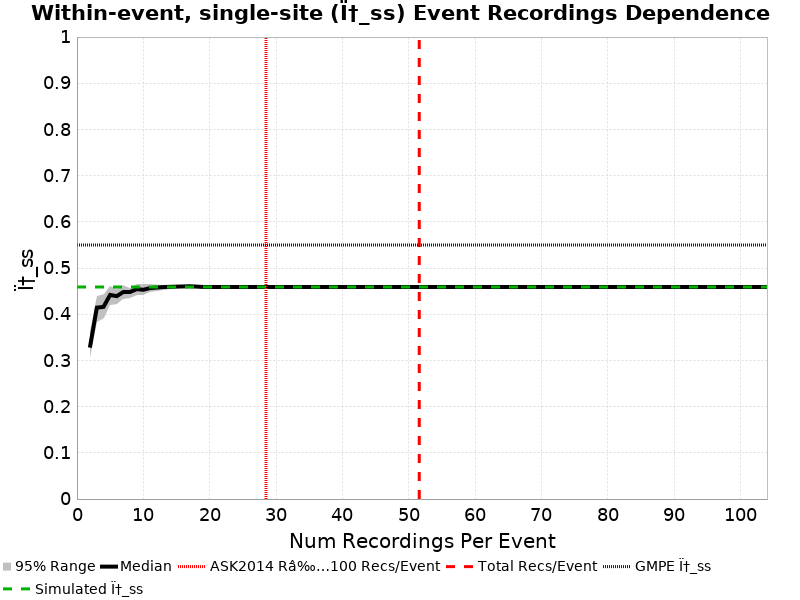 Within-event, single-site (Ï†_ss) Event Recordings Dependence
1
0.9
0.8
0.7
0.6
0.5
0.4
0.3
0.2
0.1
0
Ï†_ss
0 10 20 30 40 50 60 70 80 90 100
Num Recordings Per Event
95% Range Median ASK2014 Râ‰…100 Recs/Event Total Recs/Event GMPE Ï†_ss
Simulated Ï†_ss